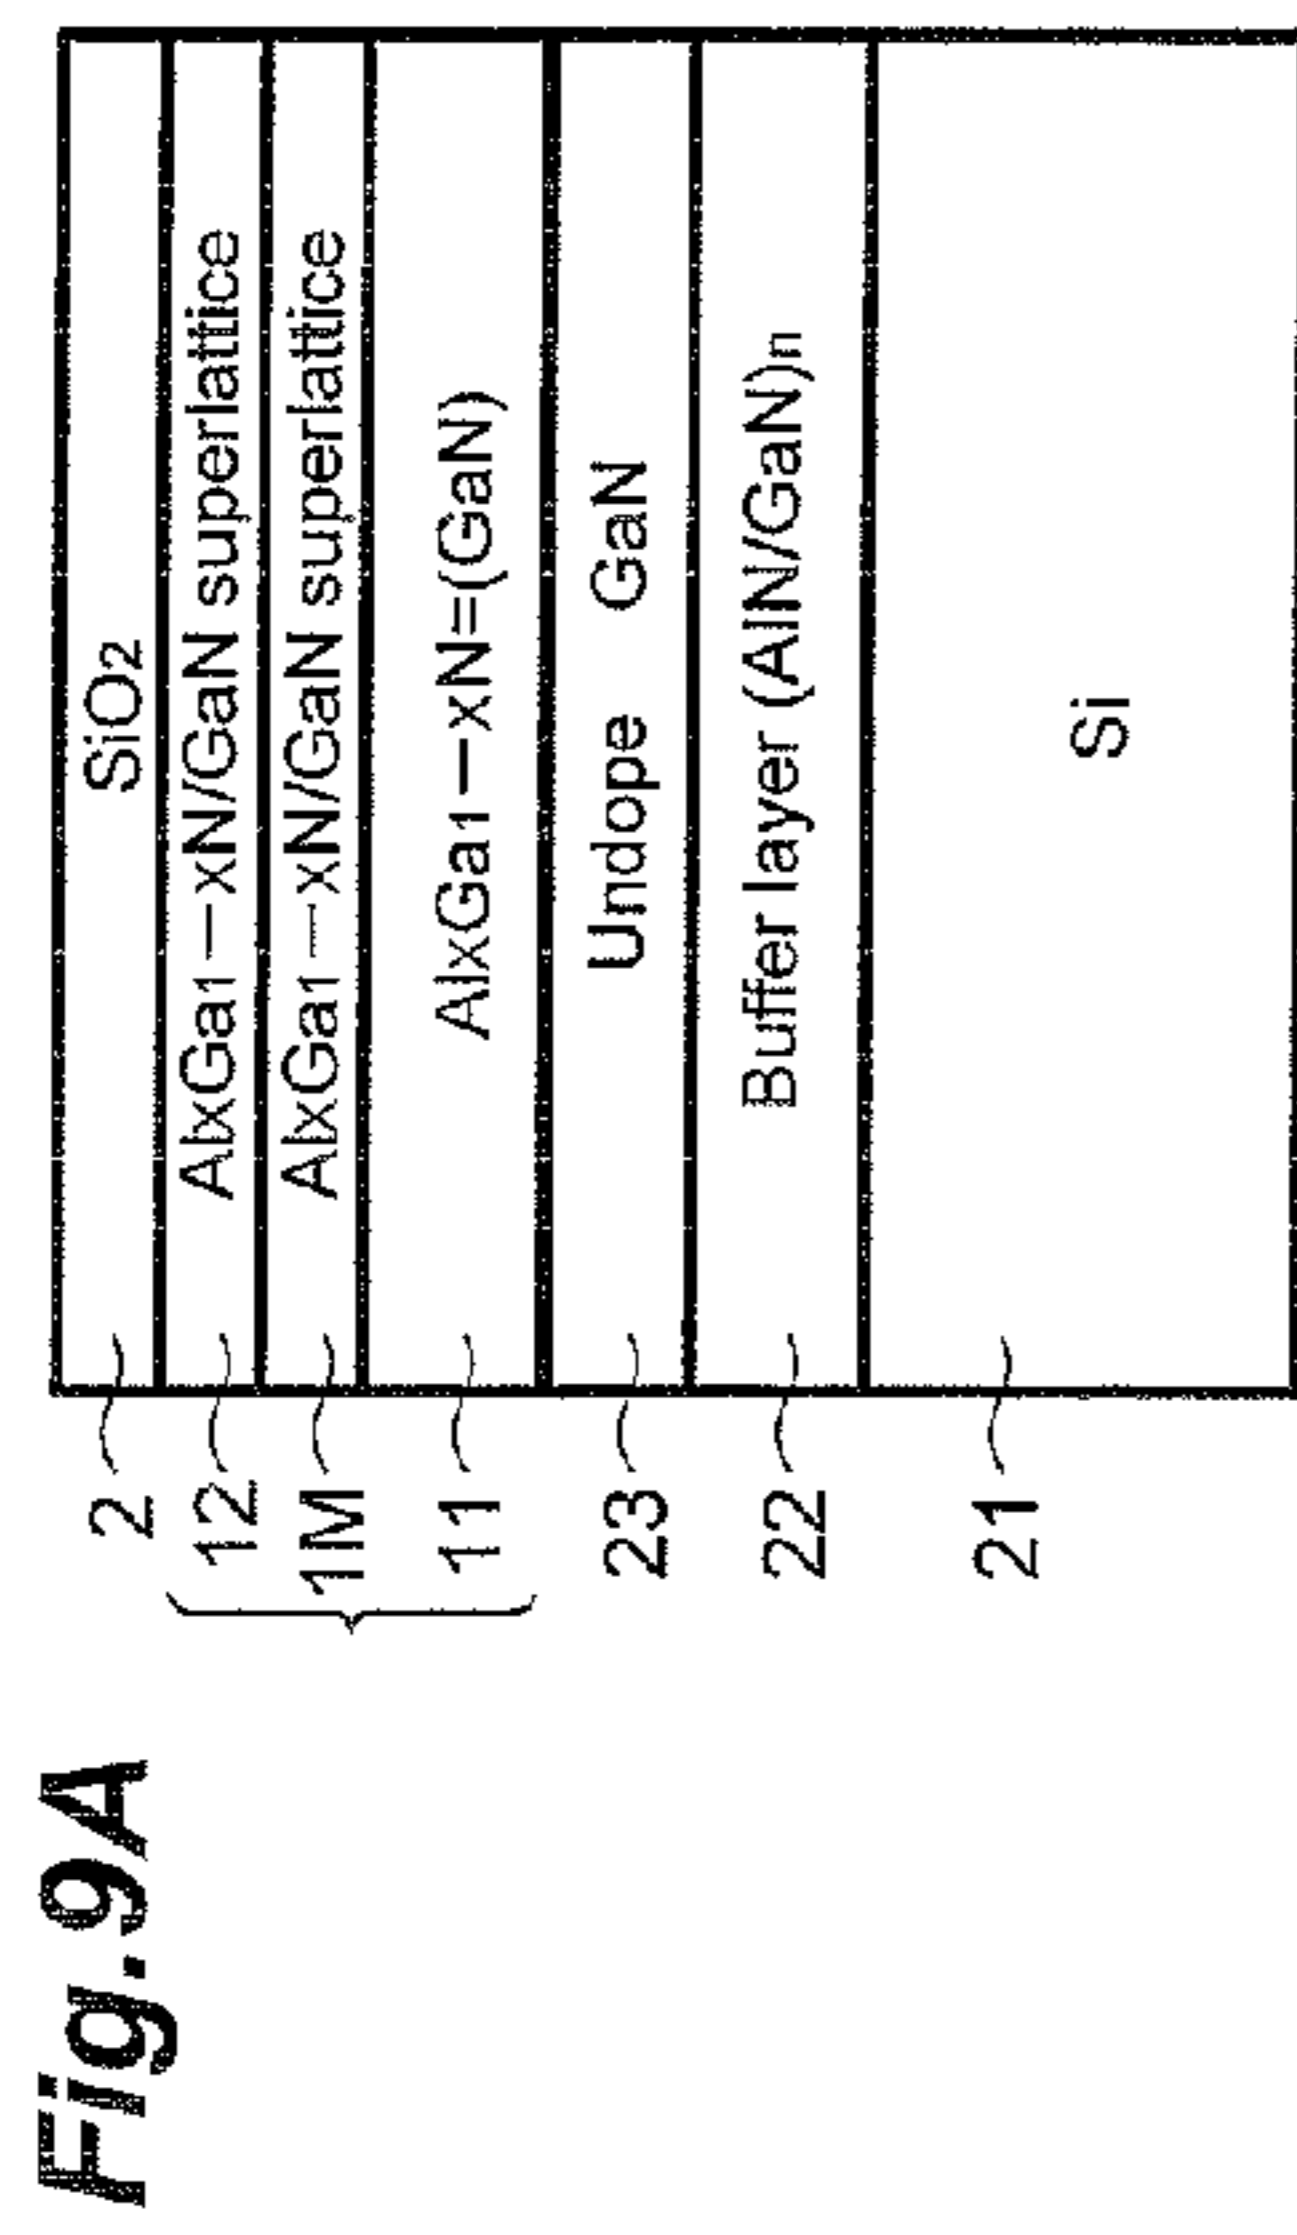 Fig.9A
2 SiO2
12 AlxGa1−xN/GaN superlattice
1M AlxGa1−xN/GaN superlattice
11 AlxGa1−xN=(GaN)
23 Undope GaN
22 Buffer layer (AlN/GaN)n
21 Si